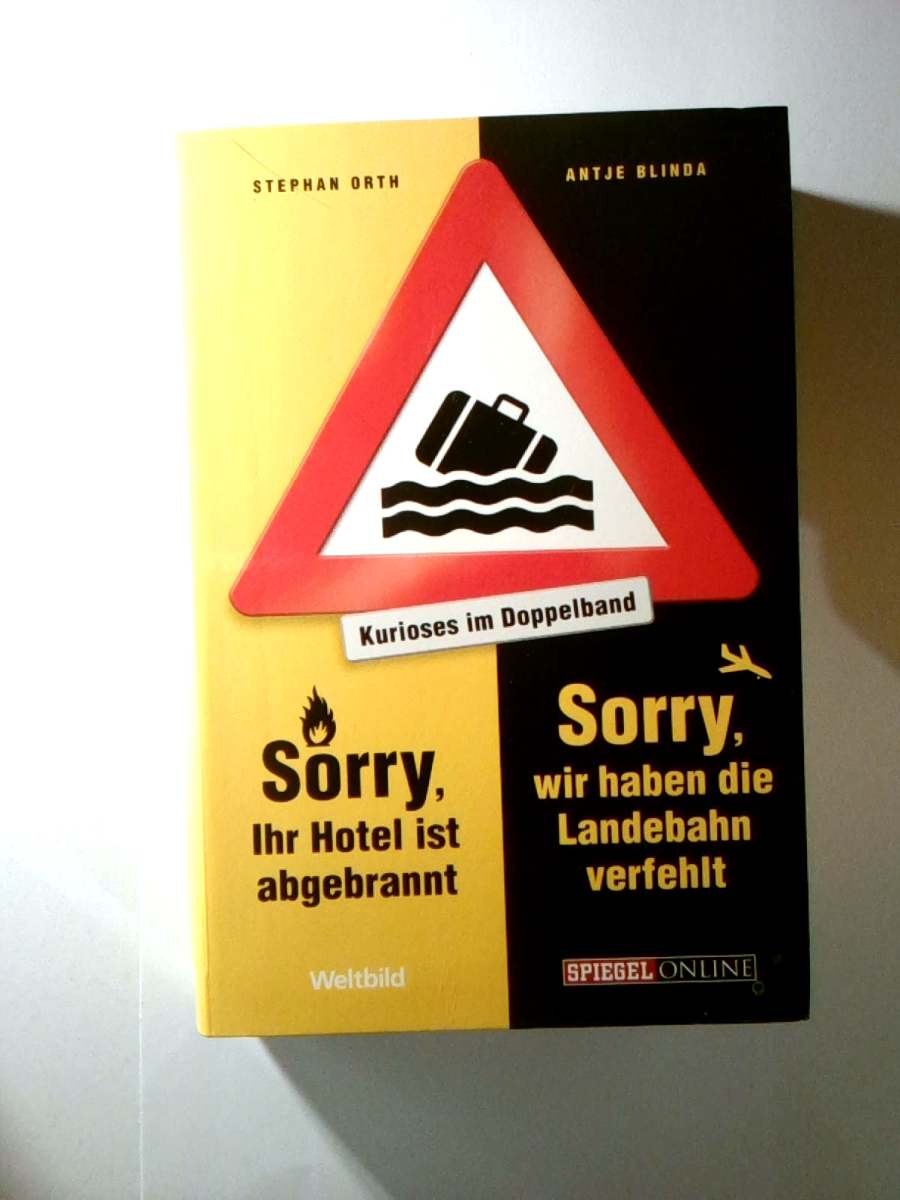 STEPHAN ORTH
ANTJE BLINDA
Kurioses im Doppelband
Sorry,
Ihr Hotel ist
abgebrannt
Sorry,
wir haben die
Landebahn
verfehlt
Weltbild
SPIEGEL ONLINE